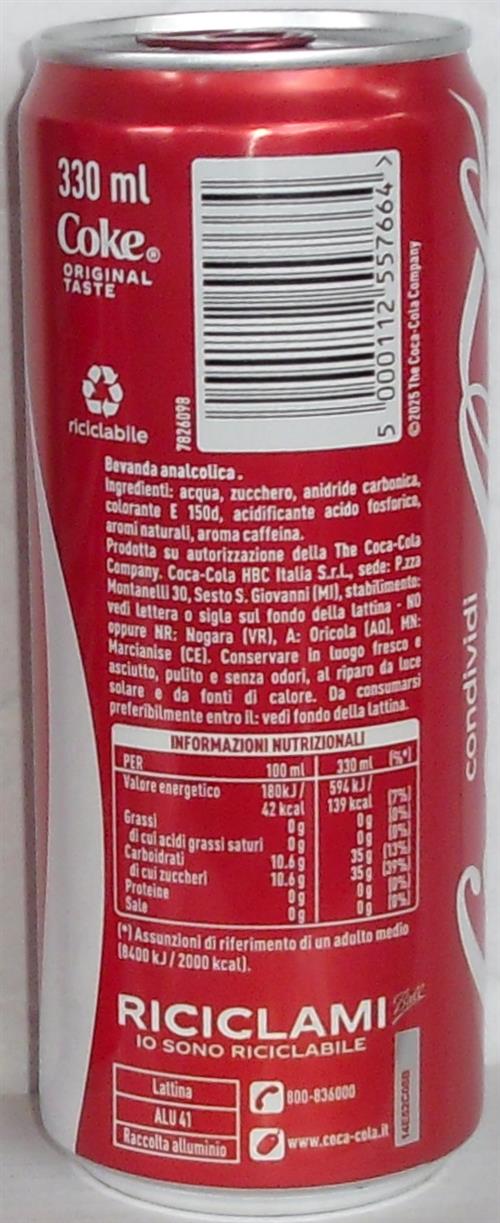 330 ml
Coke®
ORIGINAL
TASTE
riciclabile
7826098
5 000112 557664 >
©2025 The Coca-Cola Company
Bevanda analcolica.
Ingredienti: acqua, zucchero, anidride carbonica,
colorante E 150d, acidificante acido fosforico,
aromi naturali, aroma caffeina.
Prodotta su autorizzazione della The Coca-Cola
Company. Coca-Cola HBC Italia S.r.l., sede: P.zza
Montanelli 30, Sesto S. Giovanni (MI), stabilimento:
vedi lettera o sigla sul fondo della lattina - NO
oppure NR: Nogara (VR), A: Oricola (AQ), MN:
Marcianise (CE). Conservare in luogo fresco e
asciutto, pulito e senza odori, al riparo da luce
solare e da fonti di calore. Da consumarsi
preferibilmente entro il: vedi fondo della lattina.
condividi
INFORMAZIONI NUTRIZIONALI
PER 100 ml 330 ml (%*)
Valore energetico 180kJ/ 594 kJ/
42 kcal 139 kcal (7%)
Grassi 0g 0g (0%)
di cui acidi grassi saturi 0g 0g (0%)
Carboidrati 10.6g 35g (13%)
di cui zuccheri 10.6g 35g (39%)
Proteine 0g 0g (0%)
Sale 0g 0g (0%)
(*) Assunzioni di riferimento di un adulto medio
(8400 kJ / 2000 kcal).
RICICLAMI
Ball
IO SONO RICICLABILE
Lattina
ALU 41
Raccolta alluminio
800-836000
www.coca-cola.it